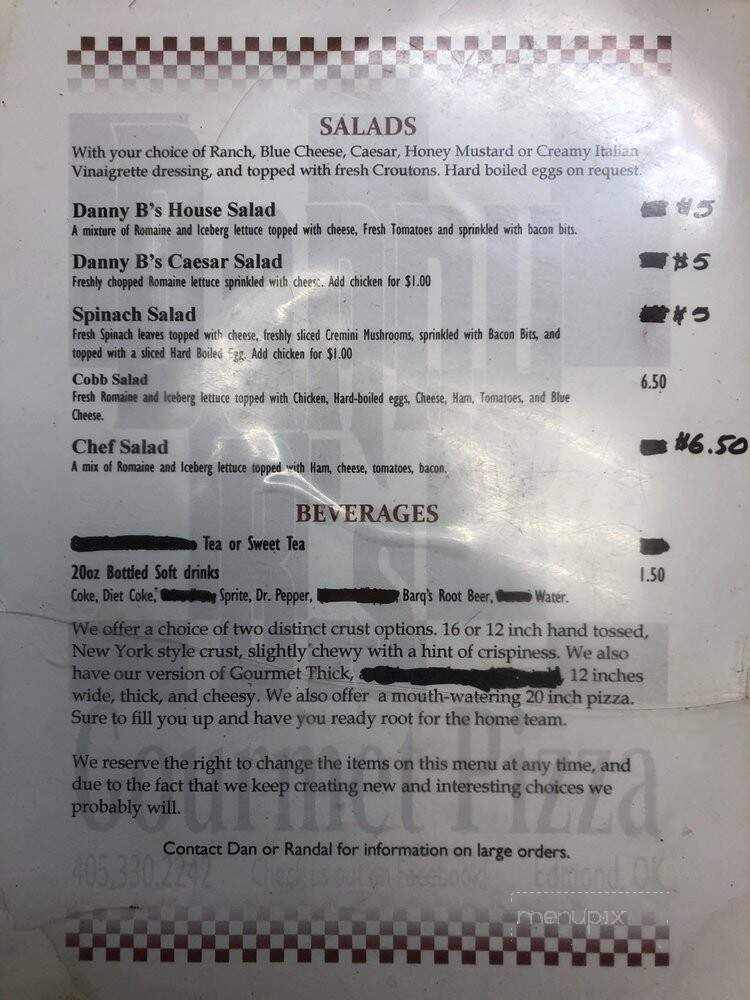 SALADS
With your choice of Ranch, Blue Cheese, Caesar, Honey Mustard or Creamy Italian
Vinaigrette dressing, and topped with fresh Croutons. Hard boiled eggs on request.
Danny B's House Salad $5
A mixture of Romaine and Iceberg lettuce topped with cheese, Fresh Tomatoes and sprinkled with bacon bits.
Danny B's Caesar Salad $5
Freshly chopped Romaine lettuce sprinkled with cheese. Add chicken for $1.00
Spinach Salad $5
Fresh Spinach leaves topped with cheese, freshly sliced Cremini Mushrooms, sprinkled with Bacon Bits, and
topped with a sliced Hard Boiled Egg. Add chicken for $1.00
Cobb Salad 6.50
Fresh Romaine and Iceberg lettuce topped with Chicken, Hard-boiled eggs, Cheese, Ham, Tomatoes, and Blue
Cheese.
Chef Salad $6.50
A mix of Romaine and Iceberg lettuce topped with Ham, cheese, tomatoes, bacon.
BEVERAGES
Tea or Sweet Tea
20oz Bottled Soft drinks 1.50
Coke, Diet Coke, Sprite, Dr. Pepper, Barq's Root Beer, Water.
We offer a choice of two distinct crust options. 16 or 12 inch hand tossed,
New York style crust, slightly chewy with a hint of crispiness. We also
have our version of Gourmet Thick, 12 inches
wide, thick, and cheesy. We also offer a mouth-watering 20 inch pizza.
Sure to fill you up and have you ready root for the home team.
We reserve the right to change the items on this menu at any time, and
due to the fact that we keep creating new and interesting choices we
probably will.
Gourmet Pizza
Contact Dan or Randal for information on large orders.
405.330.2242 Check us out on Facebook! Edmond, OK
menupix